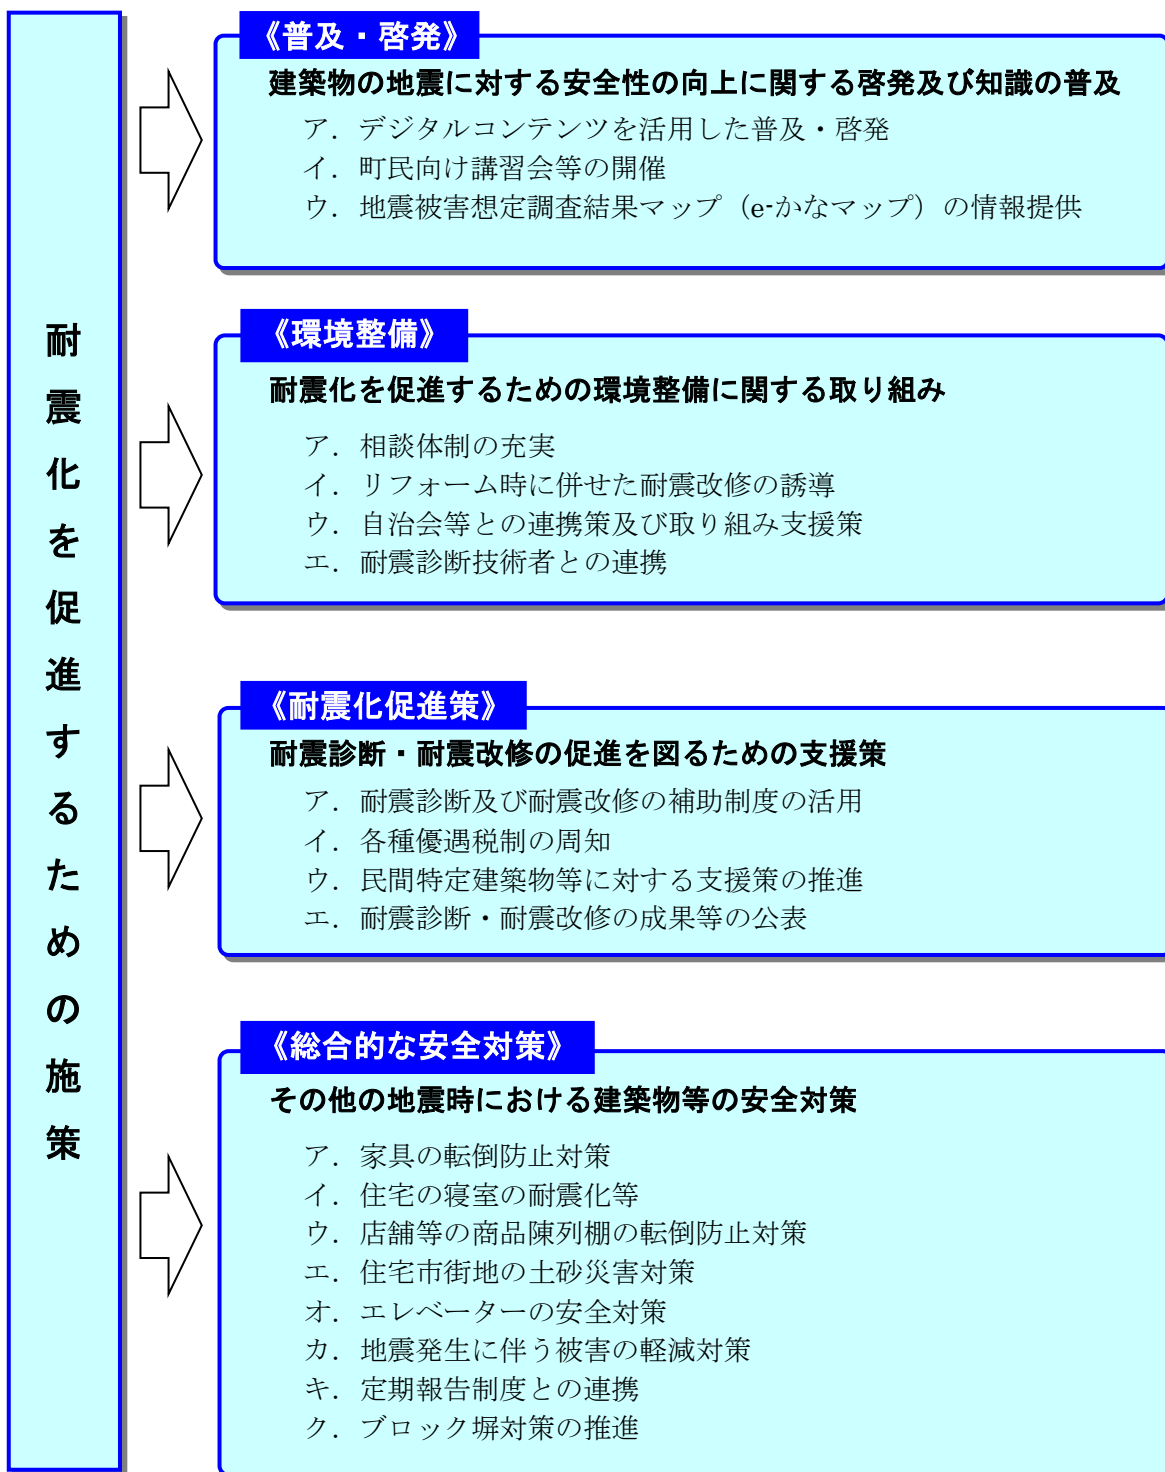 耐震化を促進するための施策
《普及・啓発》
建築物の地震に対する安全性の向上に関する啓発及び知識の普及
ア．デジタルコンテンツを活用した普及・啓発
イ．町民向け講習会等の開催
ウ．地震被害想定調査結果マップ（e-かなマップ）の情報提供
《環境整備》
耐震化を促進するための環境整備に関する取り組み
ア．相談体制の充実
イ．リフォーム時に併せた耐震改修の誘導
ウ．自治会等との連携策及び取り組み支援策
エ．耐震診断技術者との連携
《耐震化促進策》
耐震診断・耐震改修の促進を図るための支援策
ア．耐震診断及び耐震改修の補助制度の活用
イ．各種優遇税制の周知
ウ．民間特定建築物等に対する支援策の推進
エ．耐震診断・耐震改修の成果等の公表
《総合的な安全対策》
その他の地震時における建築物等の安全対策
ア．家具の転倒防止対策
イ．住宅の寝室の耐震化等
ウ．店舗等の商品陳列棚の転倒防止対策
エ．住宅市街地の土砂災害対策
オ．エレベーターの安全対策
カ．地震発生に伴う被害の軽減対策
キ．定期報告制度との連携
ク．ブロック塀対策の推進